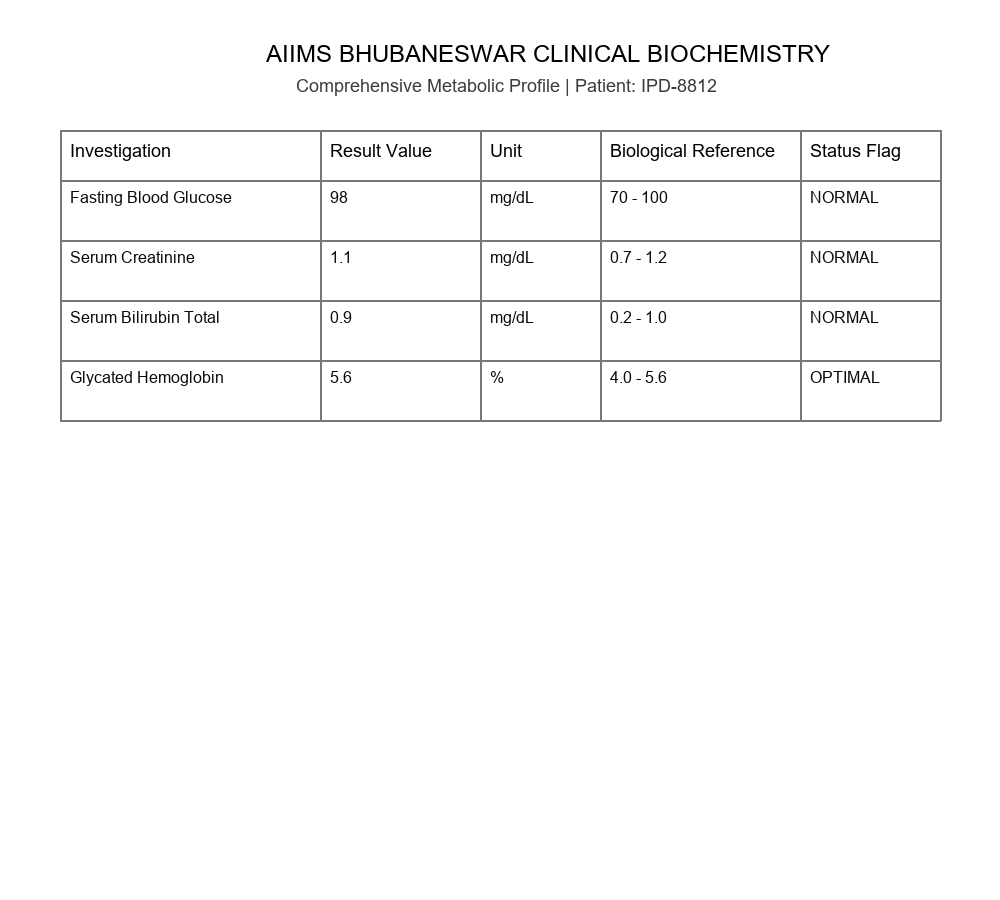 AIIMS BHUBANESWAR CLINICAL BIOCHEMISTRY
Comprehensive Metabolic Profile | Patient: IPD-8812
Investigation Result Value Unit Biological Reference Status Flag
Fasting Blood Glucose 98 mg/dL 70 - 100 NORMAL
Serum Creatinine 1.1 mg/dL 0.7 - 1.2 NORMAL
Serum Bilirubin Total 0.9 mg/dL 0.2 - 1.0 NORMAL
Glycated Hemoglobin 5.6 % 4.0 - 5.6 OPTIMAL